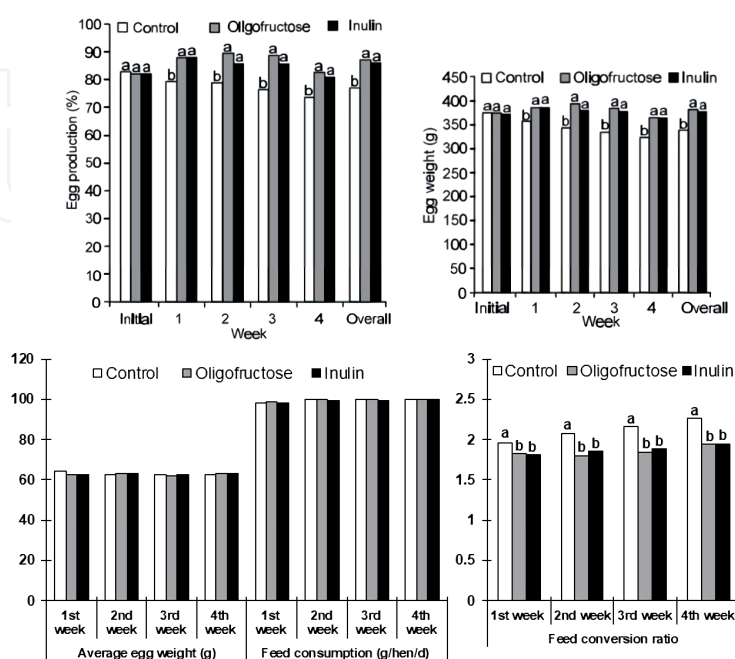 Control Oligofructose Inulin
Egg production (%)
100
90
80
70
60
50
40
30
20
10
0
a a a
b a a
b a a
b a a
b a a
b a a
Initial 1 2 3 4 Overall
Week
Control Oligofructose Inulin
Egg weight (g)
450
400
350
300
250
200
150
100
50
0
a a a
b a a
b a a
b a a
b a a
b a a
Initial 1 2 3 4 Overall
Week
Control Oligofructose Inulin
120
100
80
60
40
20
0
1st week 2nd week 3rd week 4th week 1st week 2nd week 3rd week 4th week
Average egg weight (g) Feed consumption (g/hen/d)
Control Oligofructose Inulin
3
2.5
2
1.5
1
0.5
0
a b b
a b b
a b b
a b b
1st week 2nd week 3rd week 4th week
Feed conversion ratio